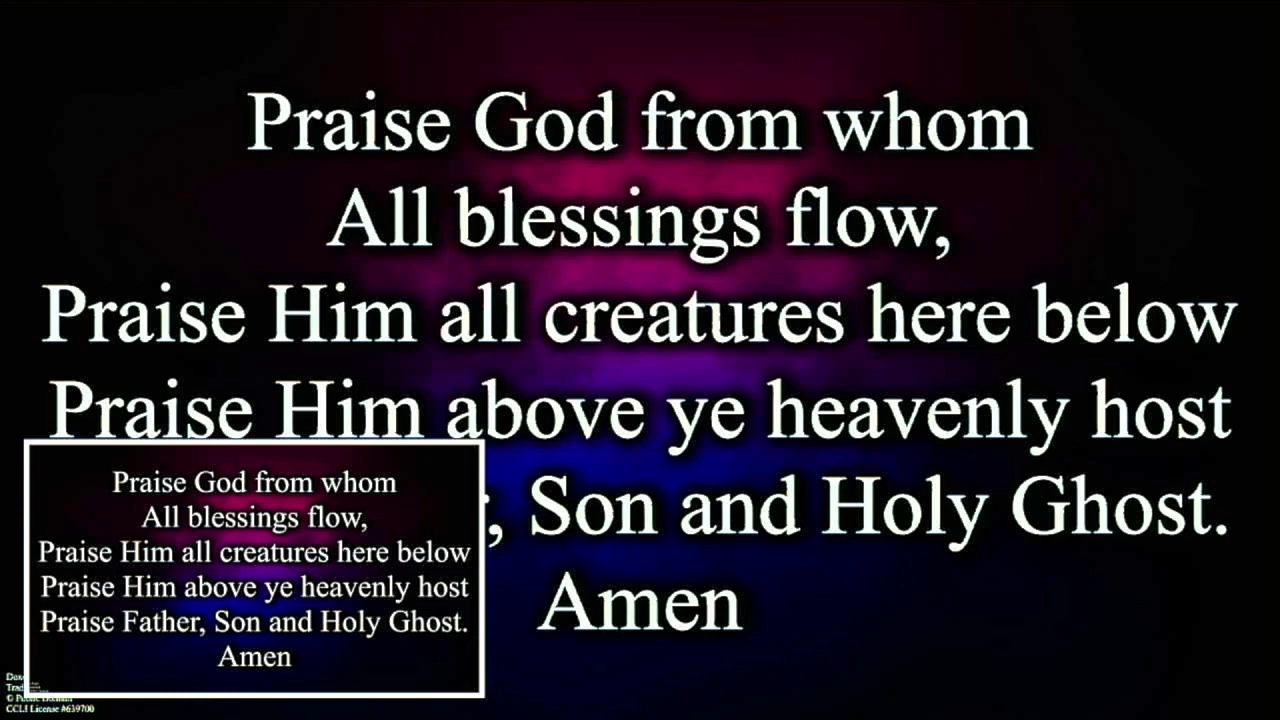 Praise God from whom
All blessings flow,
Praise Him all creatures here below
Praise Him above ye heavenly host
, Son and Holy Ghost.
Amen
Praise God from whom
All blessings flow,
Praise Him all creatures here below
Praise Him above ye heavenly host
Praise Father, Son and Holy Ghost.
Amen
© Public Domain
CCLI License #639700